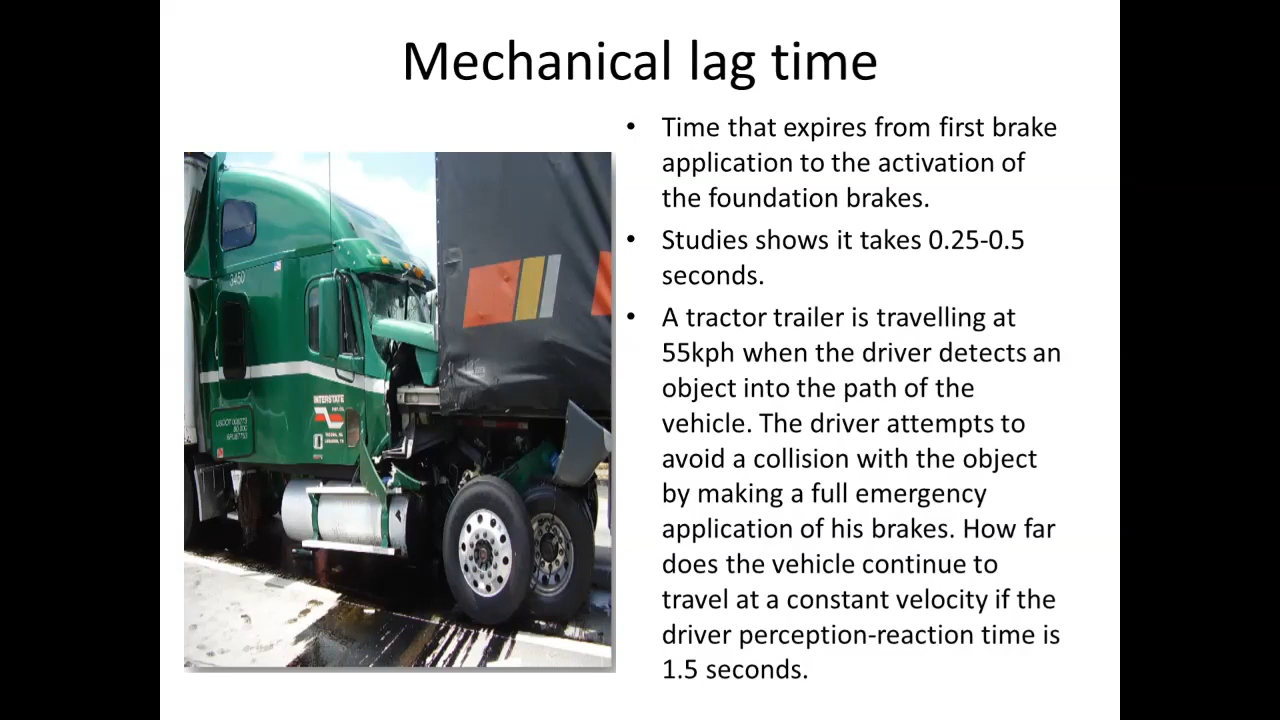 Mechanical lag time
• Time that expires from first brake
application to the activation of
the foundation brakes.
• Studies shows it takes 0.25-0.5
seconds.
• A tractor trailer is travelling at
55kph when the driver detects an
object into the path of the
vehicle. The driver attempts to
avoid a collision with the object
by making a full emergency
application of his brakes. How far
does the vehicle continue to
travel at a constant velocity if the
driver perception-reaction time is
1.5 seconds.
3450
INTERSTATE